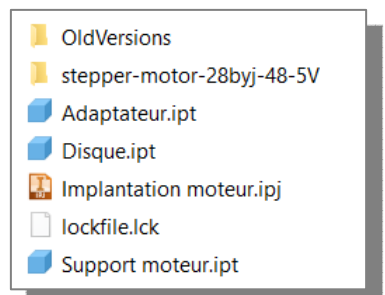 OldVersions
stepper-motor-28byj-48-5V
Adaptateur.ipt
Disque.ipt
Implantation moteur.ipj
lockfile.lck
Support moteur.ipt